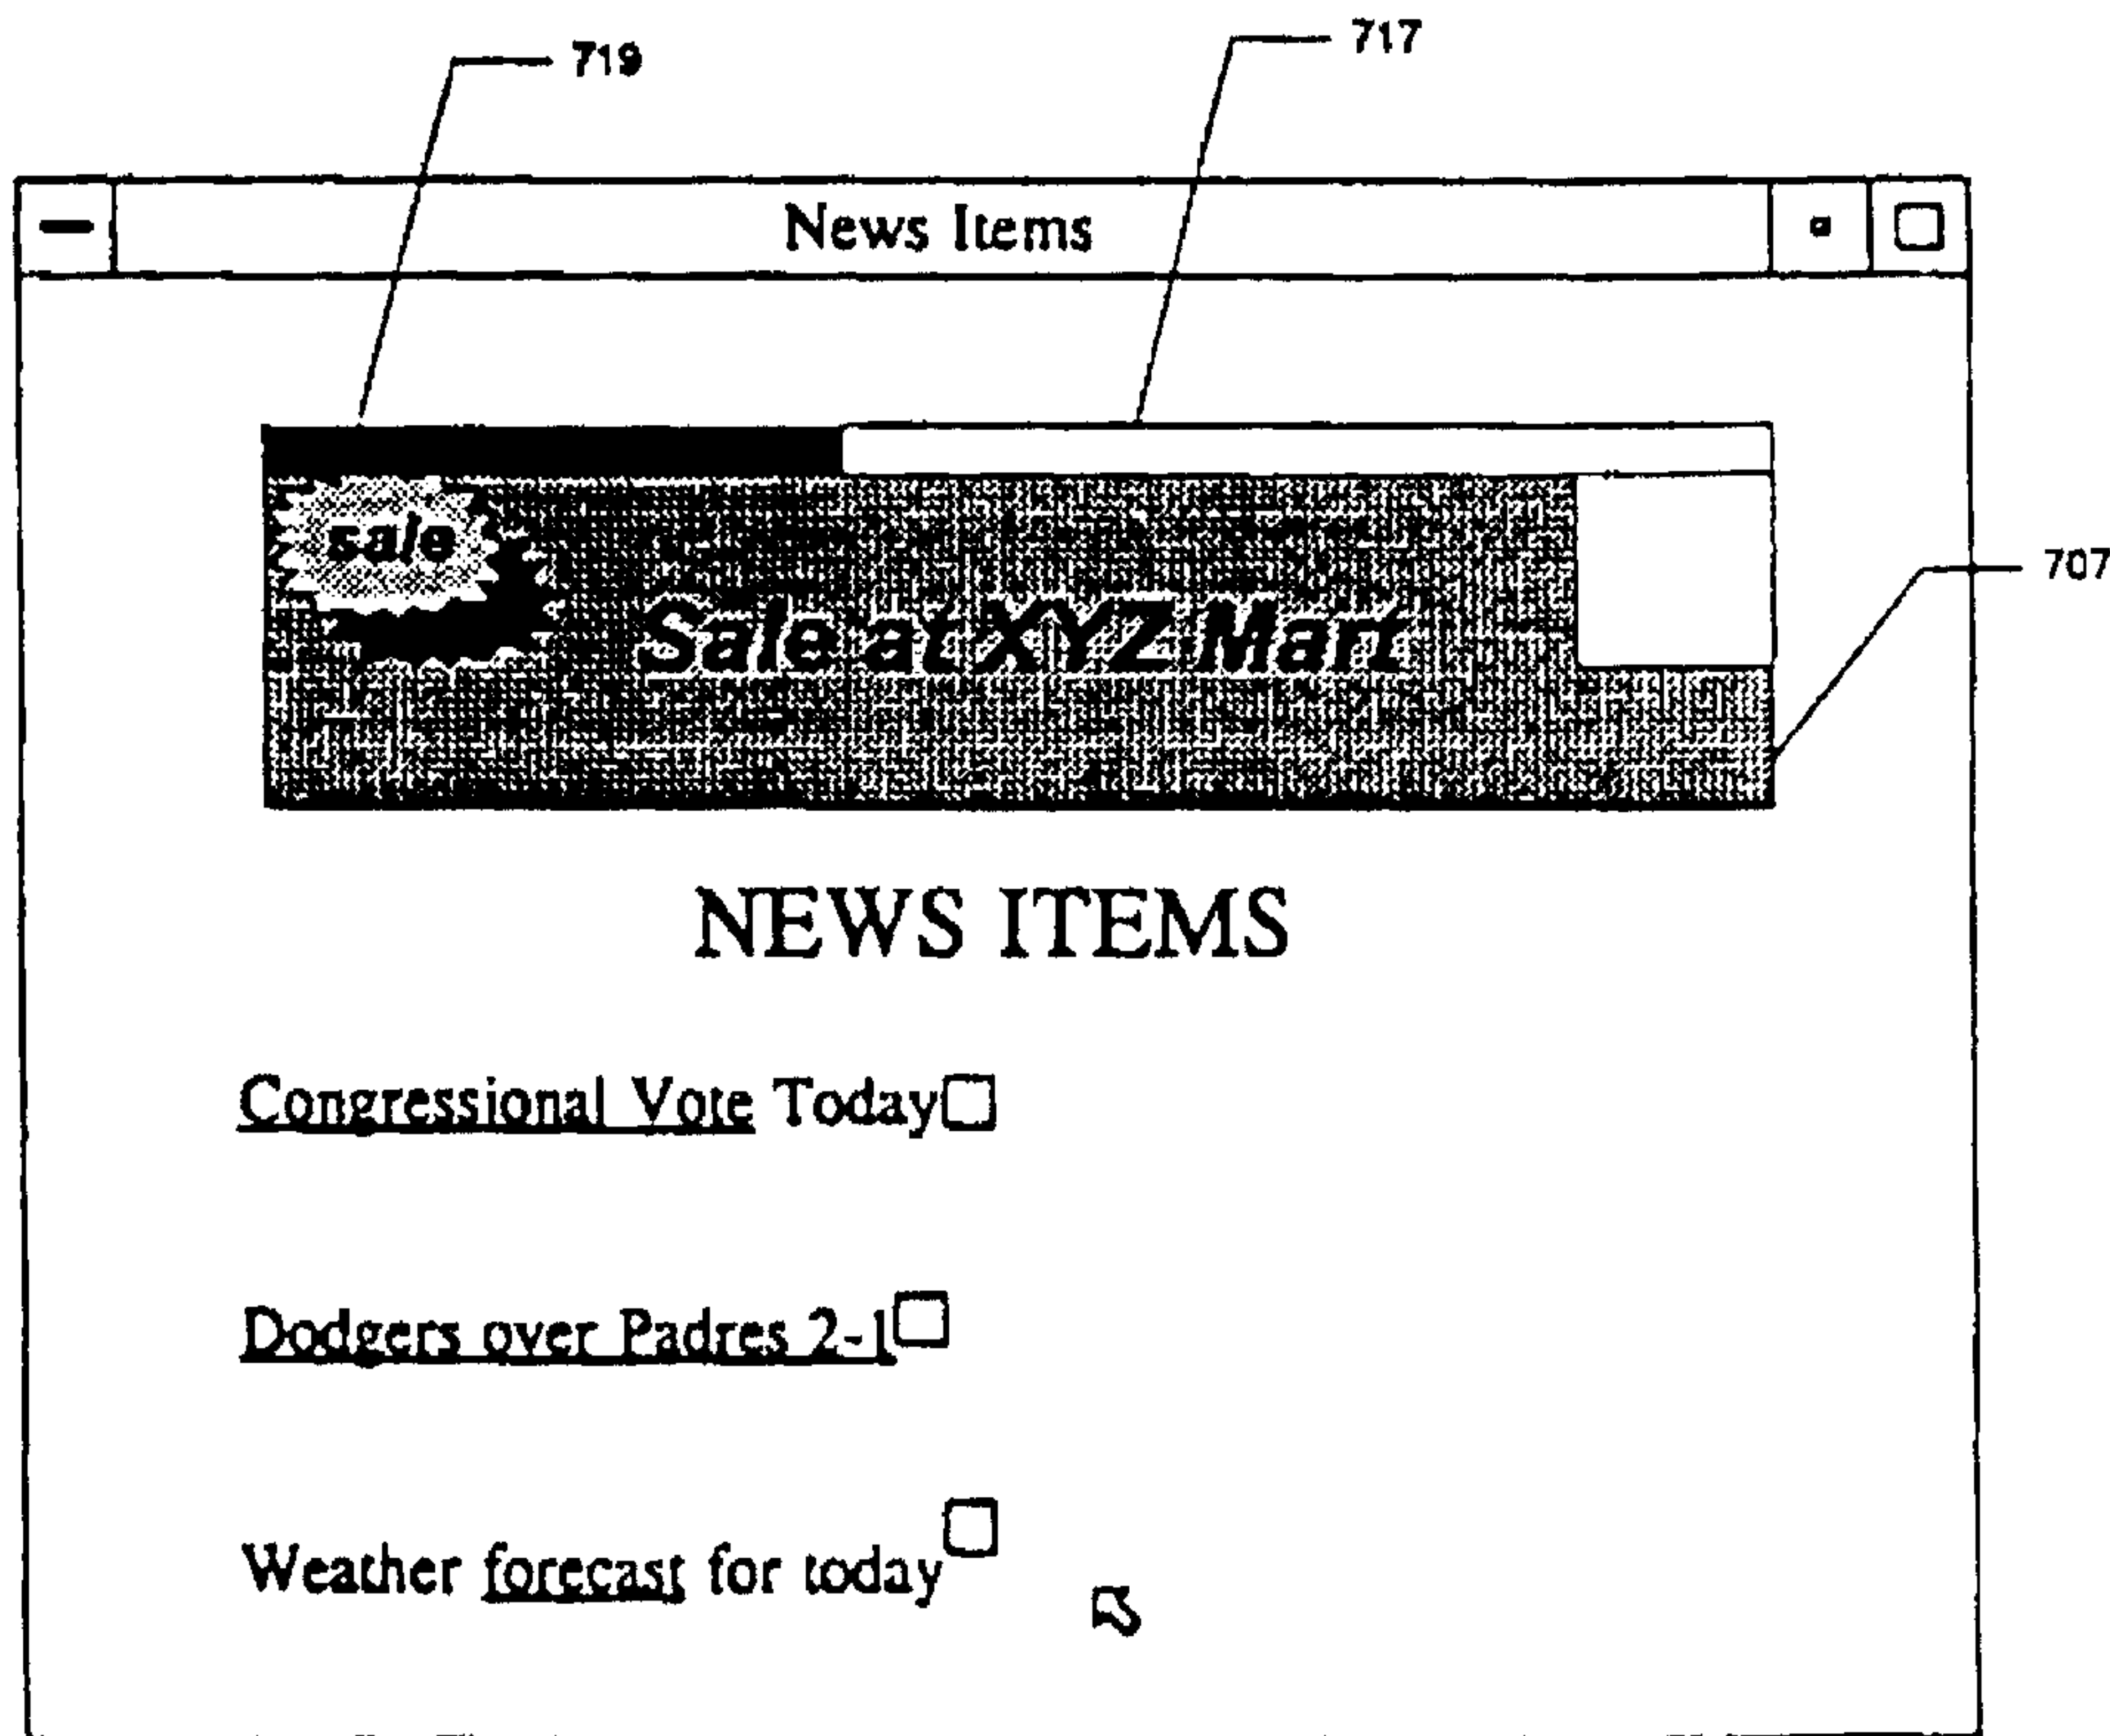 719
717
News Items
sale
707
Sale at XYZ Mart
NEWS ITEMS
Congressional Vote Today
Dodgers over Padres 2-1
Weather forecast for today